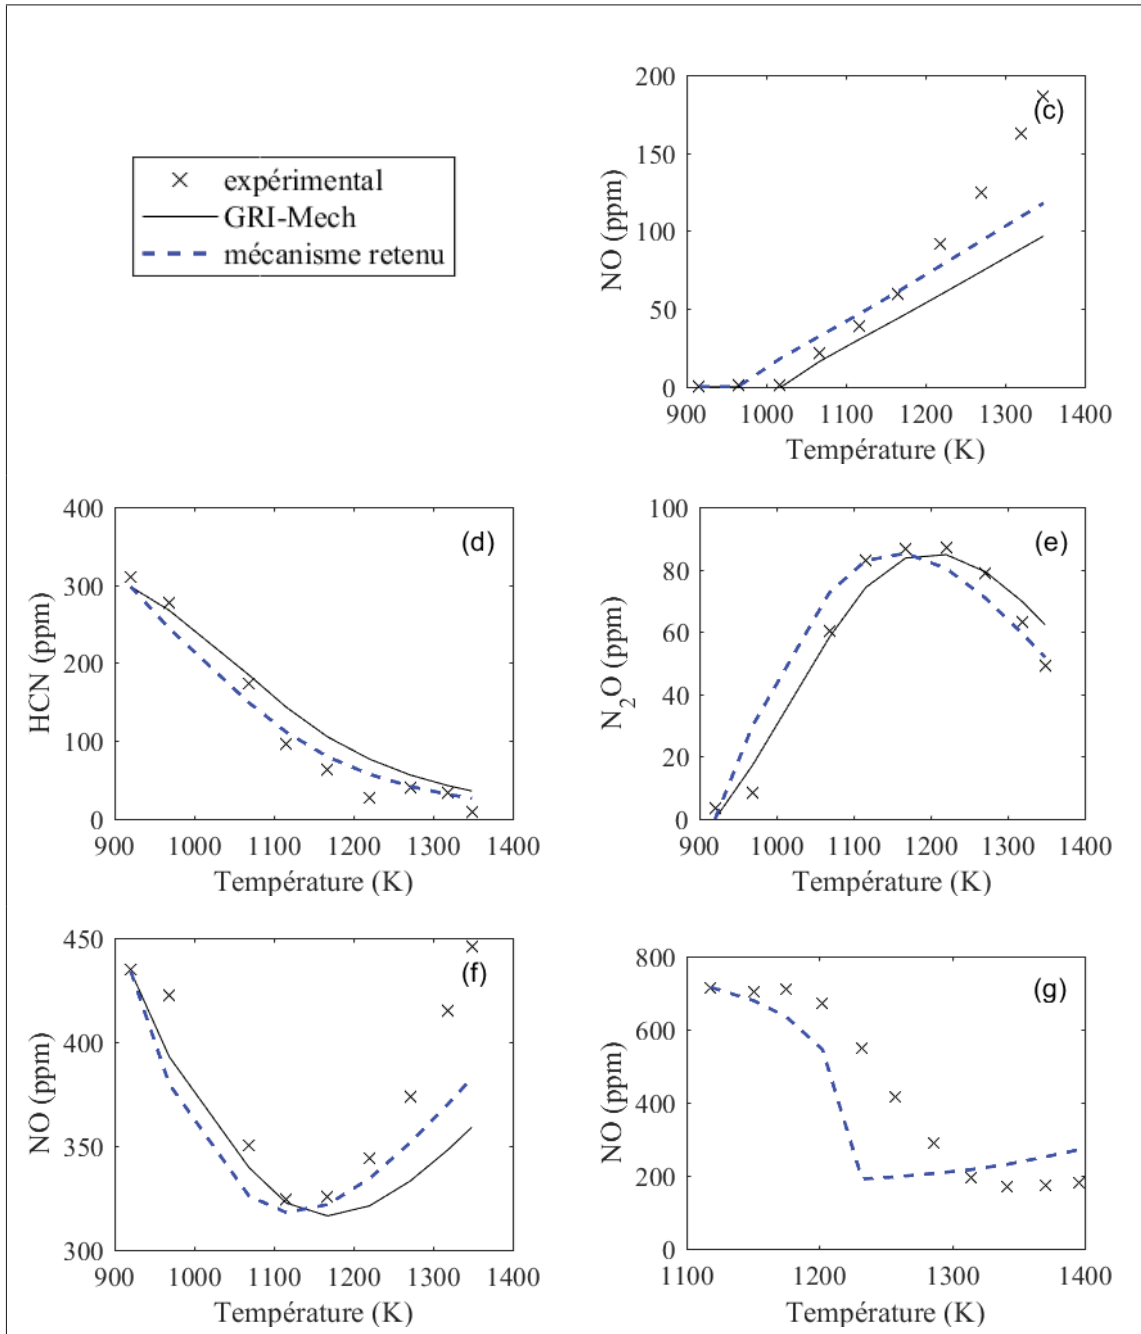 expérimental
GRI-Mech
mécanisme retenu
(c)
NO (ppm)
200
150
100
50
0
900 1000 1100 1200 1300 1400
Température (K)
(d)
HCN (ppm)
400
300
200
100
0
900 1000 1100 1200 1300 1400
Température (K)
(e)
N2O (ppm)
100
80
60
40
20
0
900 1000 1100 1200 1300 1400
Température (K)
(f)
NO (ppm)
450
400
350
300
900 1000 1100 1200 1300 1400
Température (K)
(g)
NO (ppm)
800
600
400
200
0
1100 1200 1300 1400
Température (K)